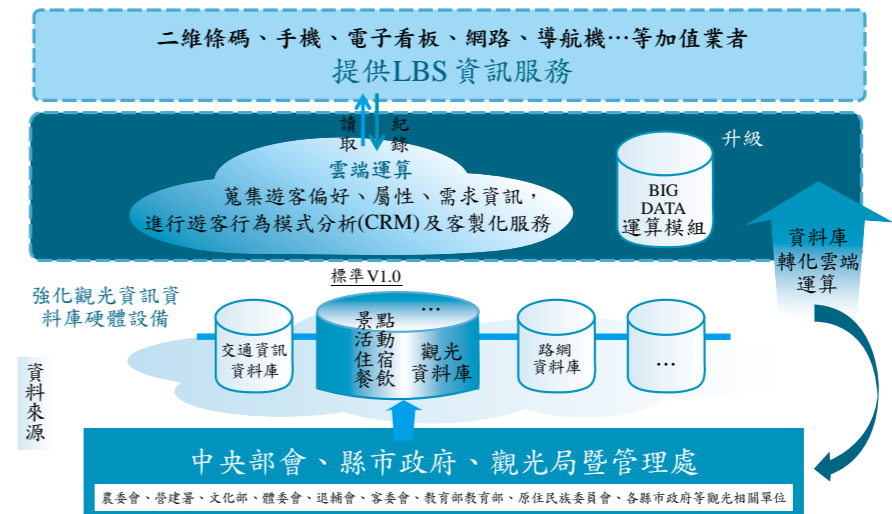 二維條碼、手機、電子看板、網路、導航機…等加值業者
提供LBS 資訊服務
讀取
紀錄
升級
雲端運算
蒐集遊客偏好、屬性、需求資訊，
進行遊客行為模式分析(CRM)及客製化服務
BIG
DATA
運算模組
資料庫
轉化雲端
運算
標準V1.0
強化觀光資訊資
料庫硬體設備
交通資訊
資料庫
…
景點
活動
住宿
餐飲
觀光
資料庫
路網
資料庫
…
資料來源
中央部會、縣市政府、觀光局暨管理處
農委會、營建署、文化部、體委會、退輔會、客委會、教育部教育部、原住民族委員會、各縣市政府等觀光相關單位